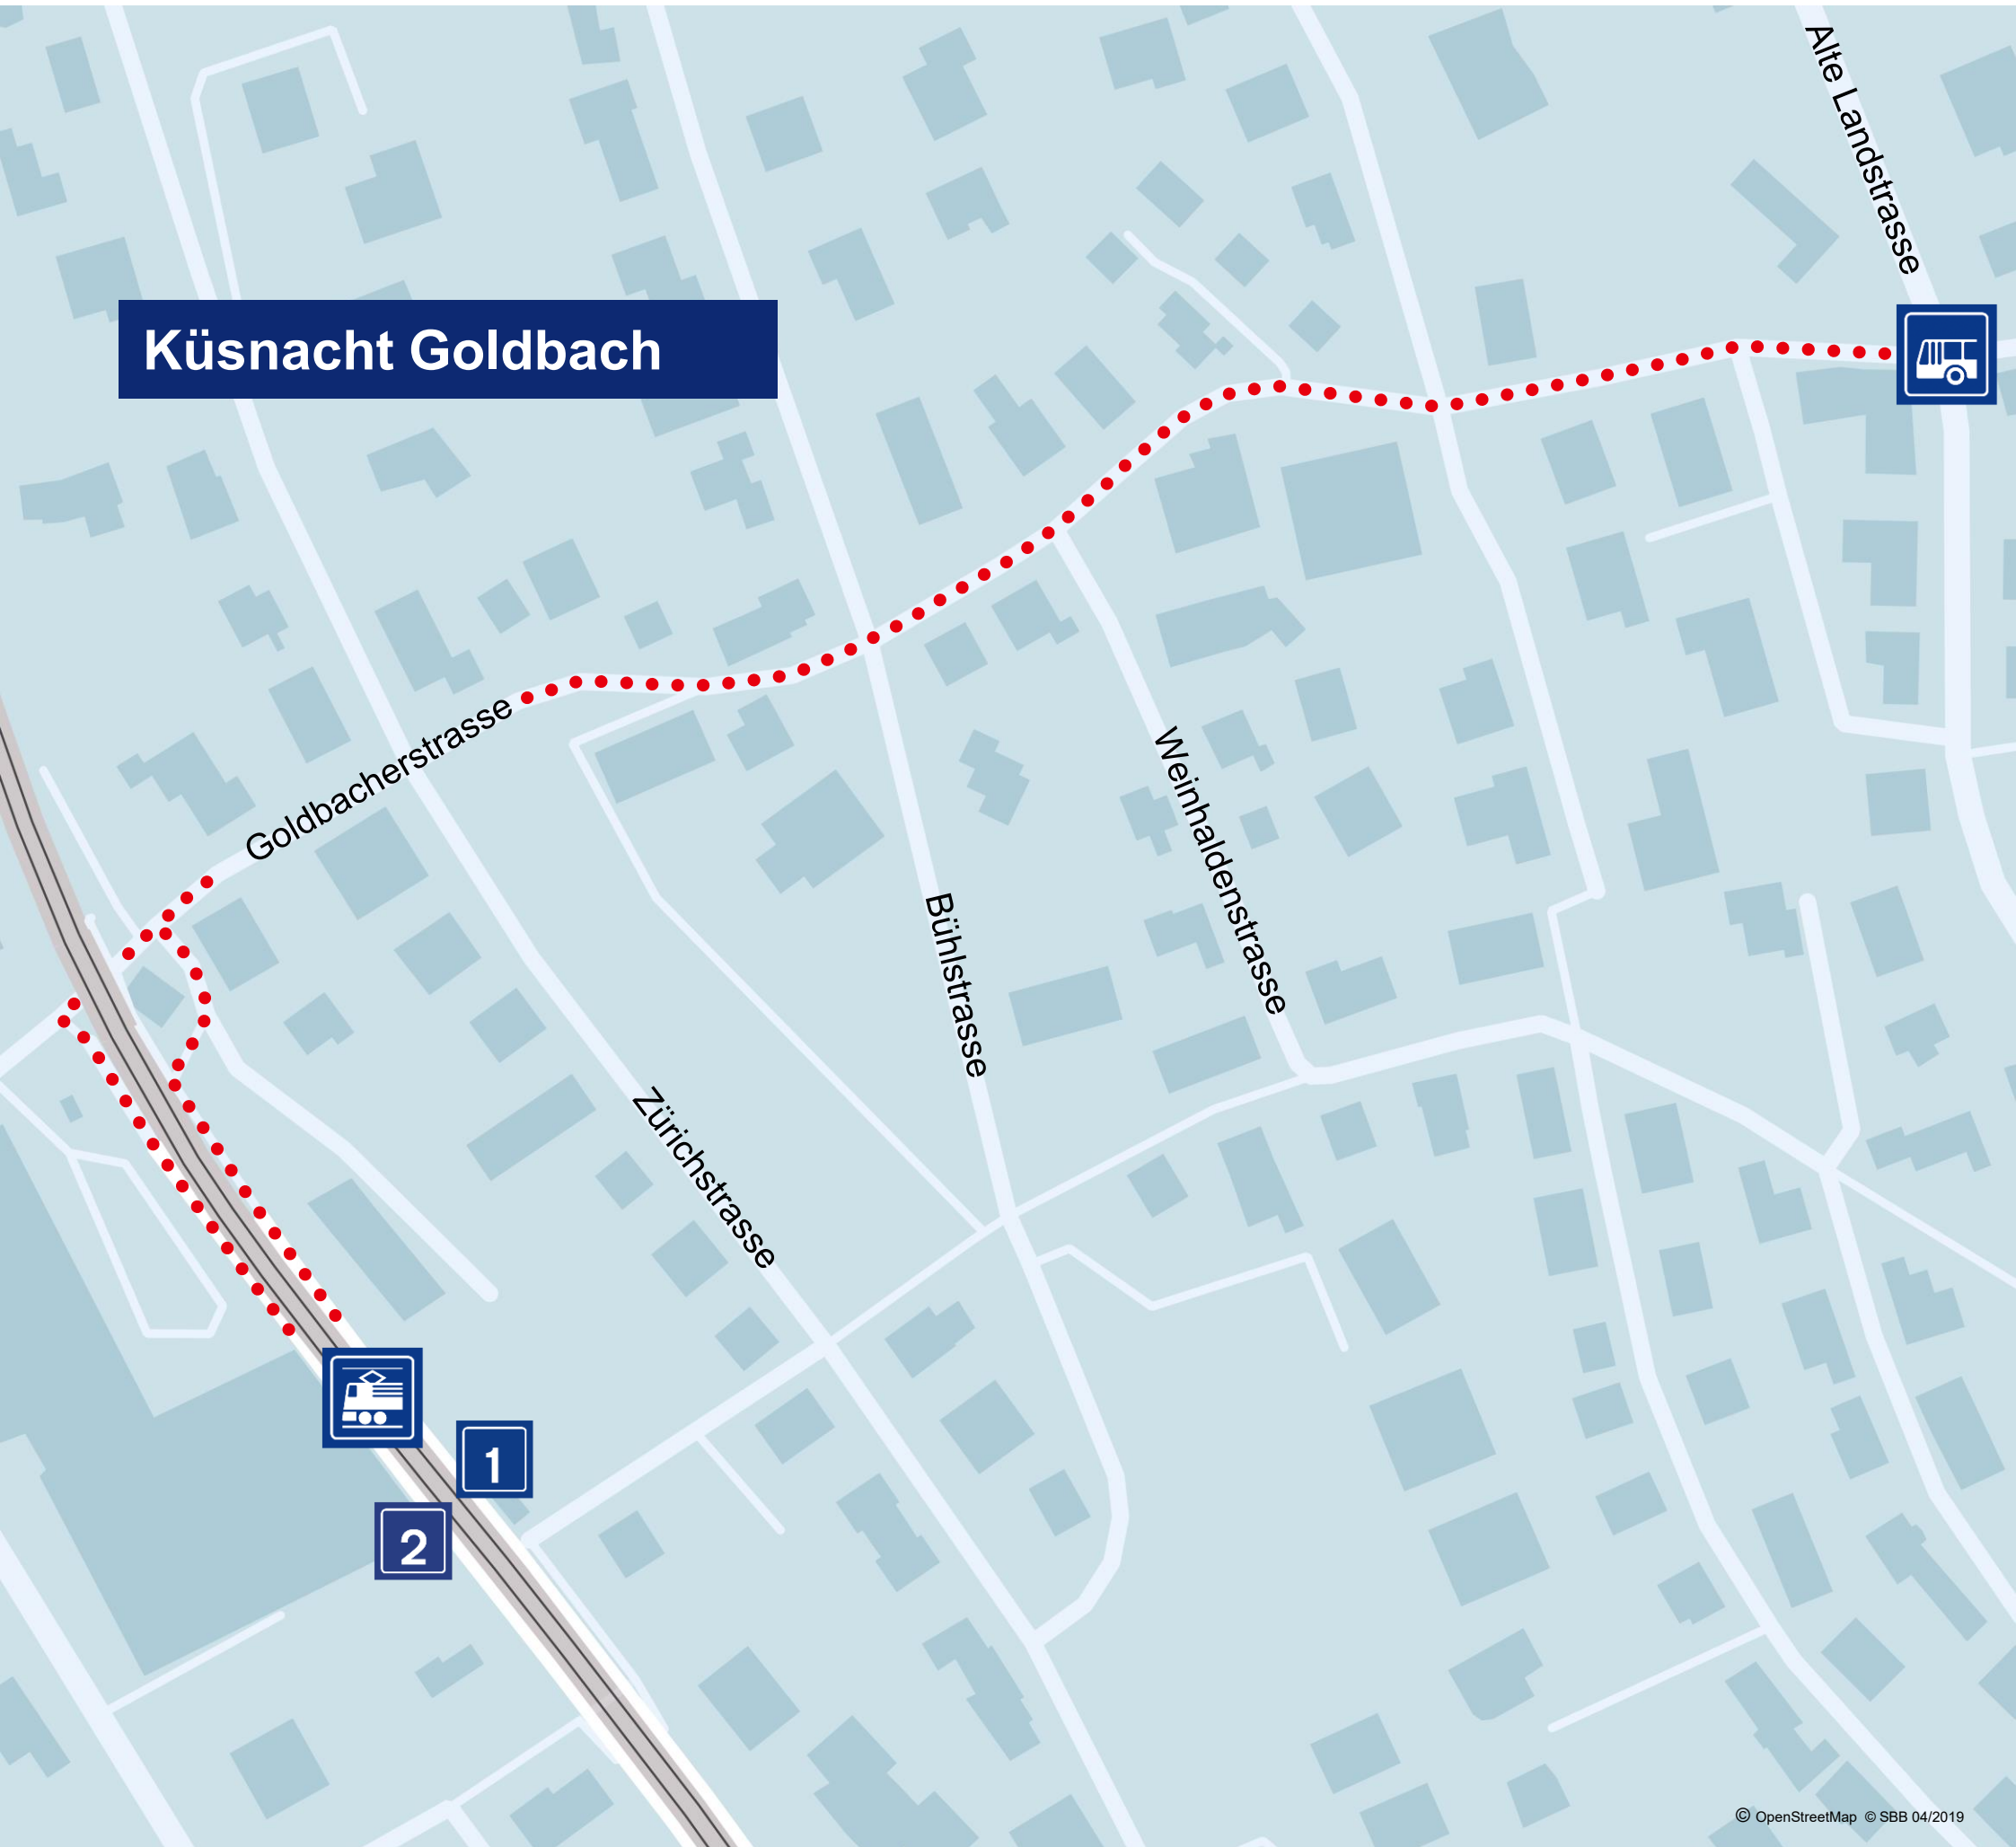 Alte Landstrasse
Küsnacht Goldbach
Goldbacherstrasse
Weinhaldenstrasse
Bühlstrasse
Zürichstrasse
1
2
© OpenStreetMap © SBB 04/2019